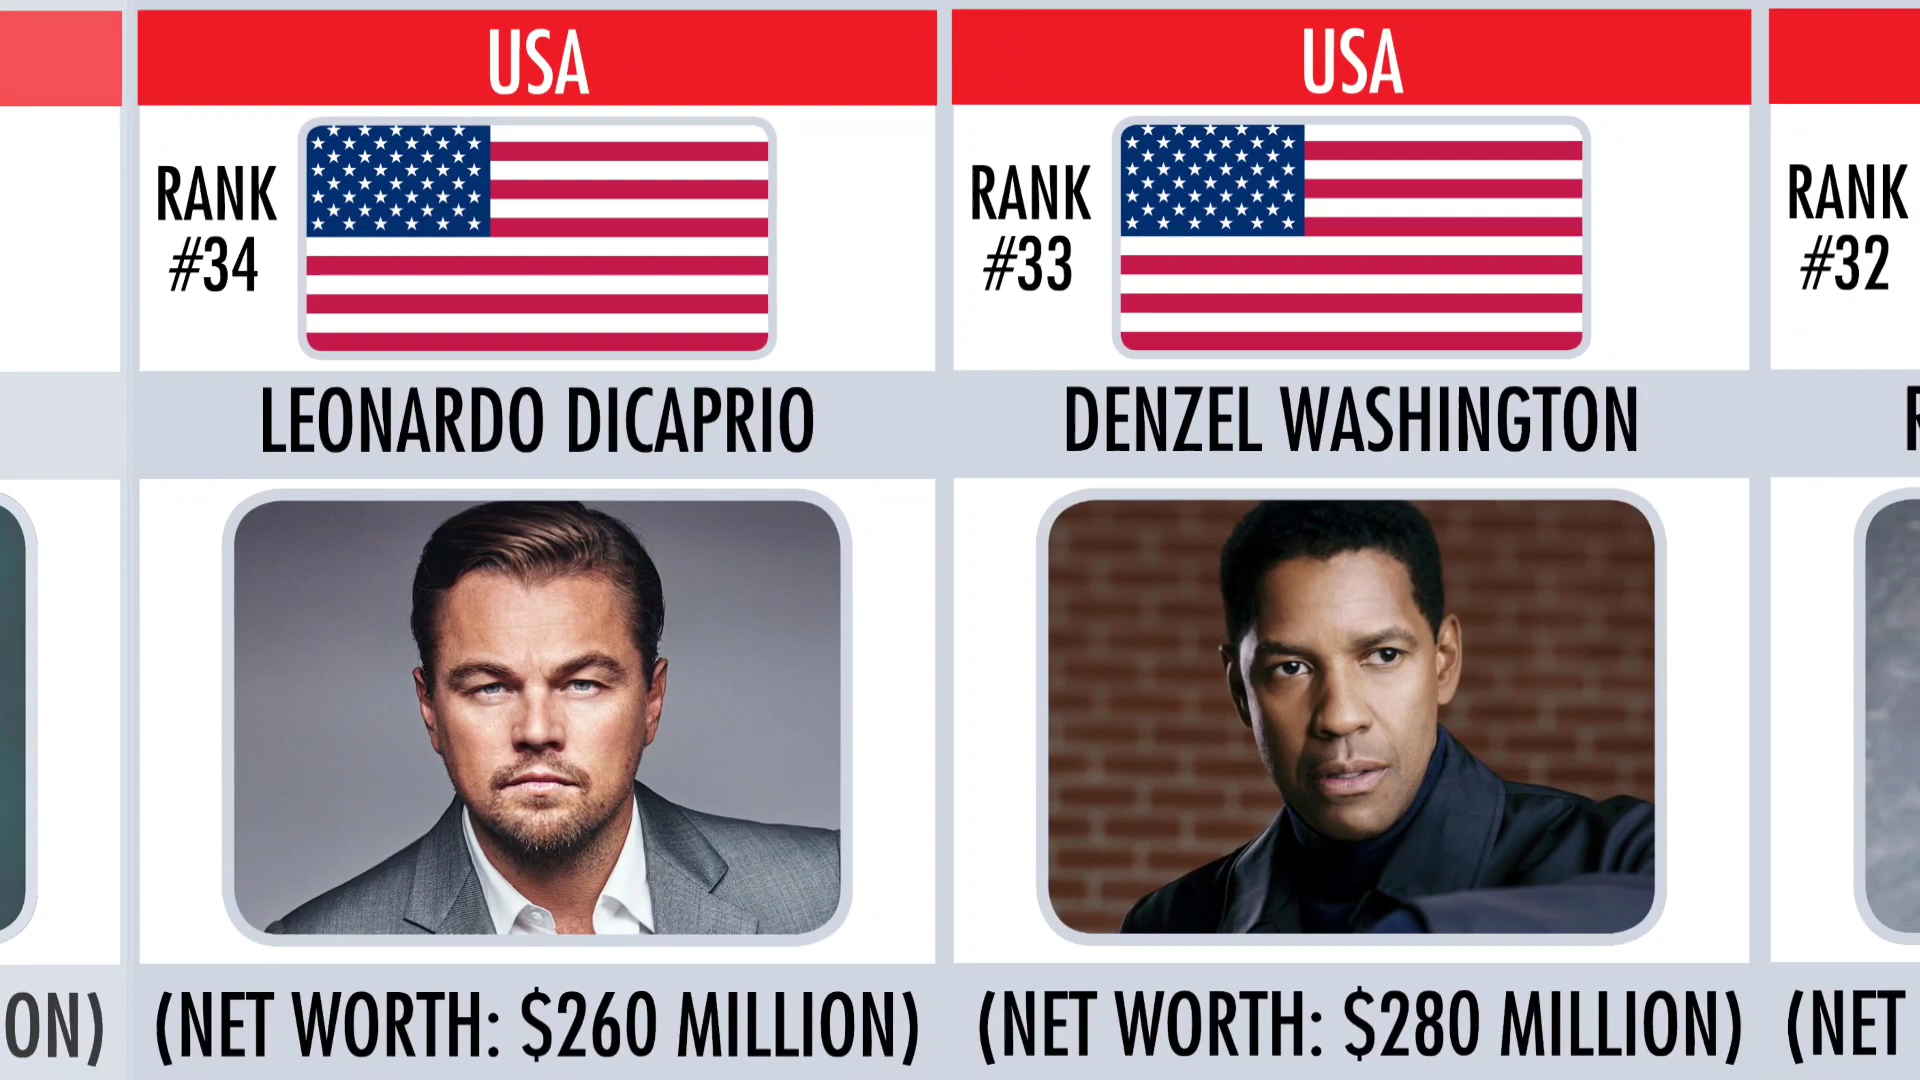 USA
RANK
#34
LEONARDO DICAPRIO
(NET WORTH: $260 MILLION)
USA
RANK
#33
DENZEL WASHINGTON
(NET WORTH: $280 MILLION)
RANK
#32
(NET
ON)